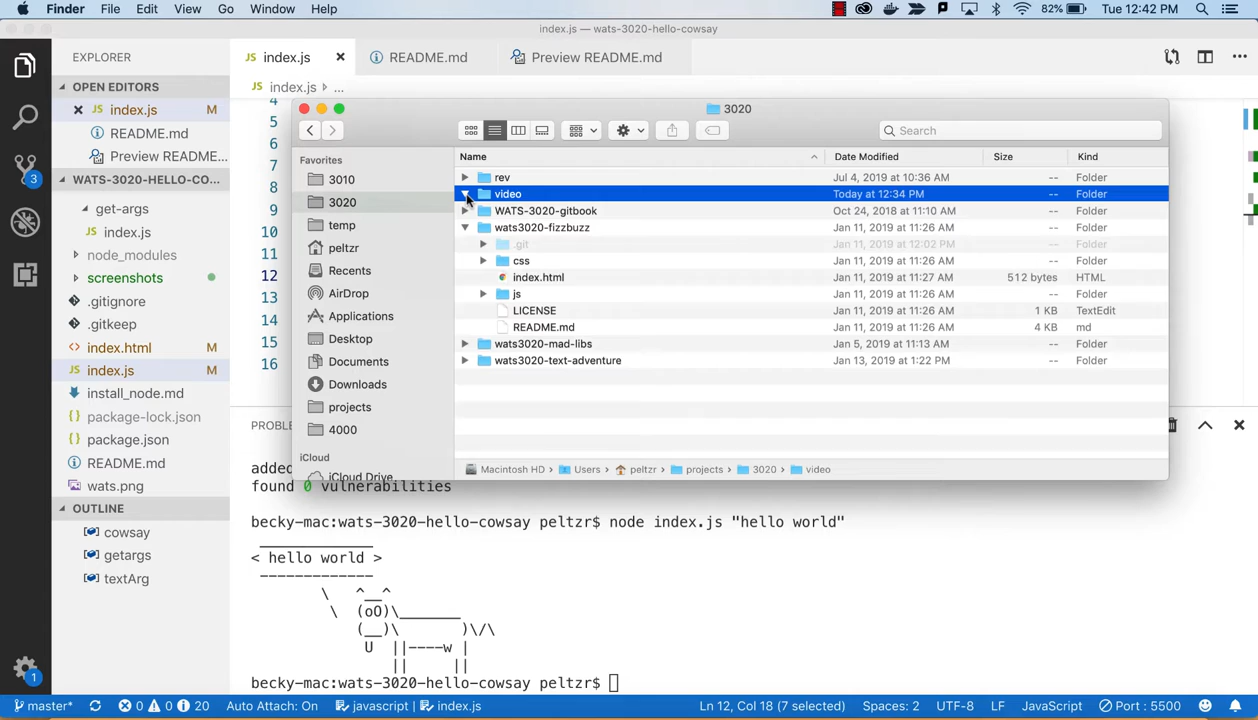 Finder File Edit View Go Window Help 82% Tue 12:42 PM
index.js — wats-3020-hello-cowsay
EXPLORER
JS index.js README.md Preview README.md
OPEN EDITORS
JS index.js M
README.md
Preview README...
WATS-3020-HELLO-CO...
get-args
index.js
node_modules
screenshots
.gitignore
.gitkeep
<> index.html M
JS index.js M
install_node.md
{} package-lock.json
{} package.json
README.md
wats.png
OUTLINE
cowsay
getargs
textArg
3
1
JS index.js › ...
4
5
6
7
8
9
10
11
12
13
14
15
16
3020
Search
Favorites
3010
3020
temp
peltzr
Recents
AirDrop
Applications
Desktop
Documents
Downloads
projects
4000
iCloud
iCloud Drive
Name Date Modified Size Kind
rev Jul 4, 2019 at 10:36 AM -- Folder
video Today at 12:34 PM -- Folder
WATS-3020-gitbook Oct 24, 2018 at 11:10 AM -- Folder
wats3020-fizzbuzz Jan 11, 2019 at 11:26 AM -- Folder
.git Jan 11, 2019 at 12:02 PM -- Folder
css Jan 11, 2019 at 11:26 AM -- Folder
index.html Jan 11, 2019 at 11:27 AM 512 bytes HTML
js Jan 11, 2019 at 11:26 AM -- Folder
LICENSE Jan 11, 2019 at 11:26 AM 1 KB TextEdit
README.md Jan 11, 2019 at 11:26 AM 4 KB md
wats3020-mad-libs Jan 5, 2019 at 11:13 AM -- Folder
wats3020-text-adventure Jan 13, 2019 at 1:22 PM -- Folder
Macintosh HD › Users › peltzr › projects › 3020 › video
PROBL
added
found 0 vulnerabilities
becky-mac:wats-3020-hello-cowsay peltzr$ node index.js "hello world"
_____________
< hello world >
-------------
\ ^__^
\ (oO)\_______
(__)\ )\/\
U ||----w |
|| ||
becky-mac:wats-3020-hello-cowsay peltzr$
master* 0 0 20 Auto Attach: On javascript | index.js Ln 12, Col 18 (7 selected) Spaces: 2 UTF-8 LF JavaScript Port : 5500